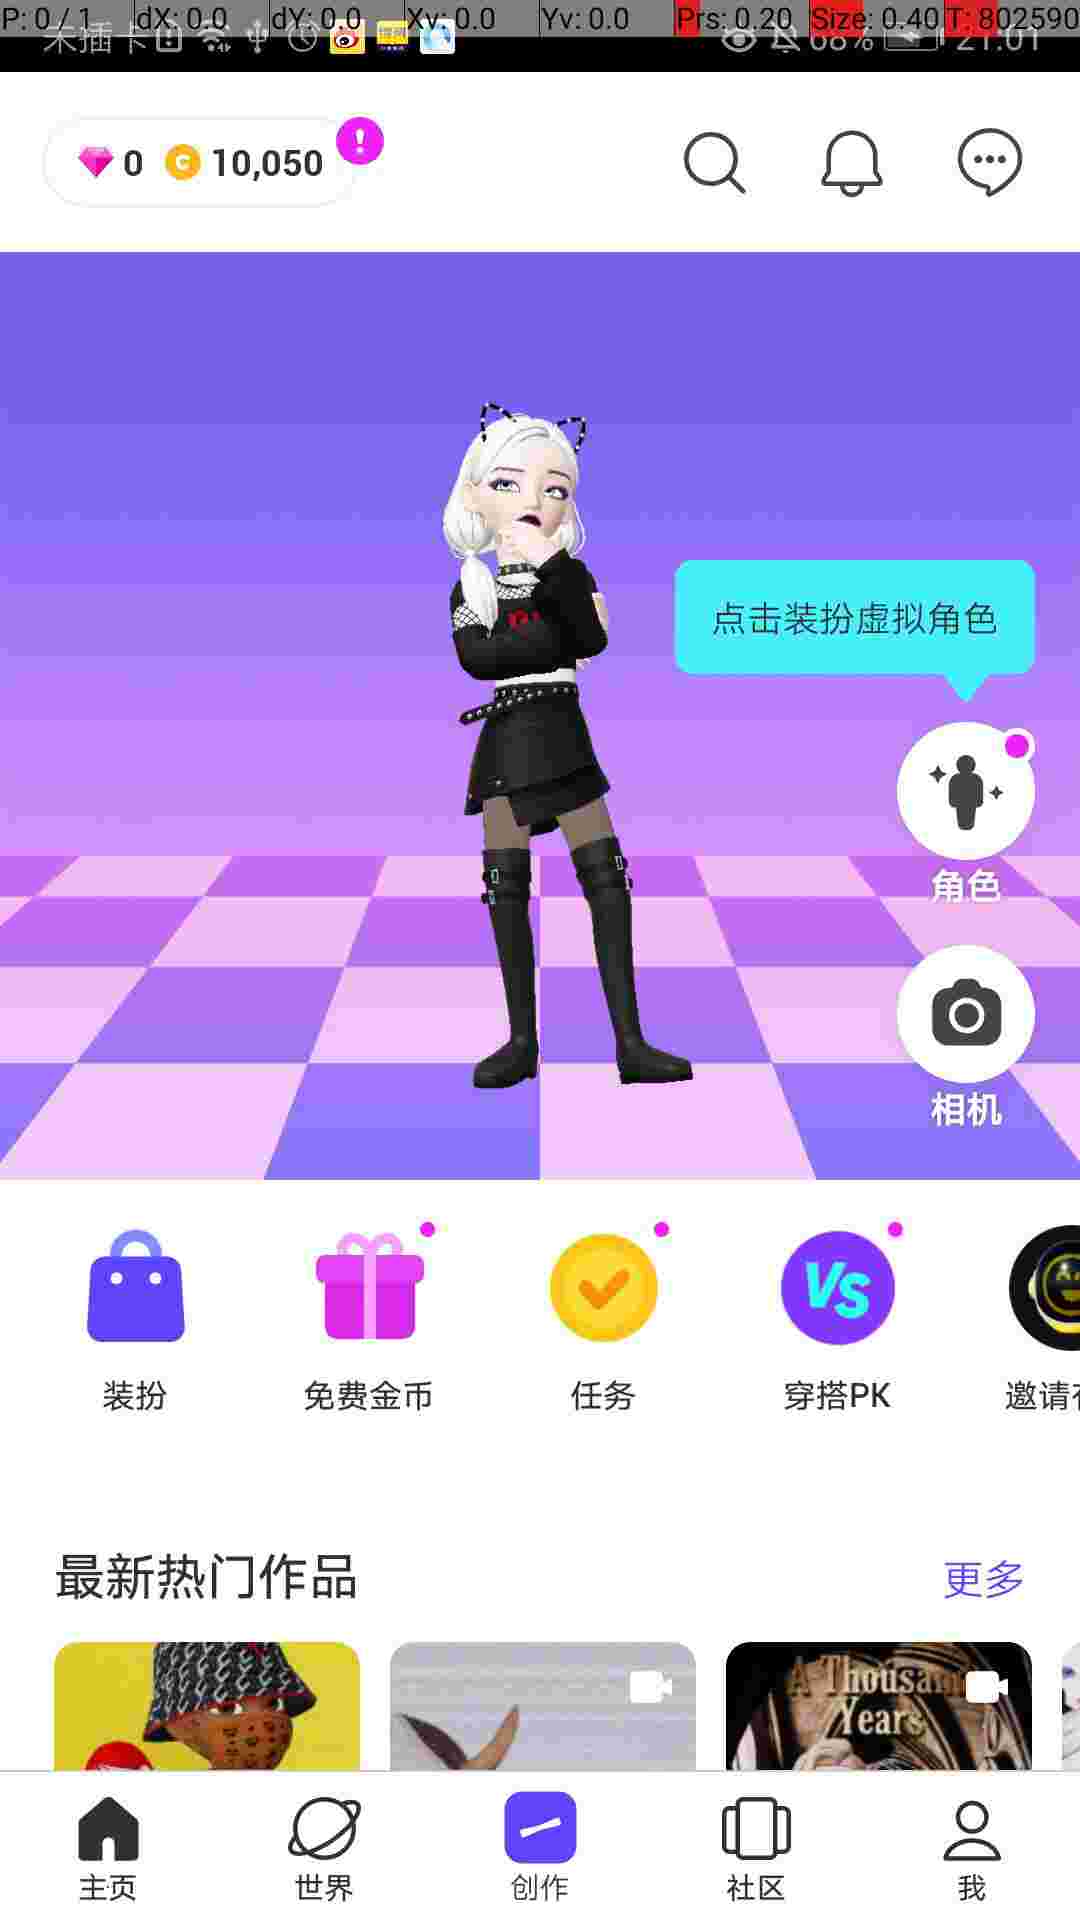 P: 0 / 1 dX: 0.0 dY: 0.0 Xv: 0.0 Yv: 0.0 Prs: 0.20 Size: 0.40 T: 802590
未插卡 68% 21:01
0 10,050
点击装扮虚拟角色
角色
相机
VS
装扮 免费金币 任务 穿搭PK 邀请
最新热门作品 更多
A Thousan
Years
主页 世界 创作 社区 我